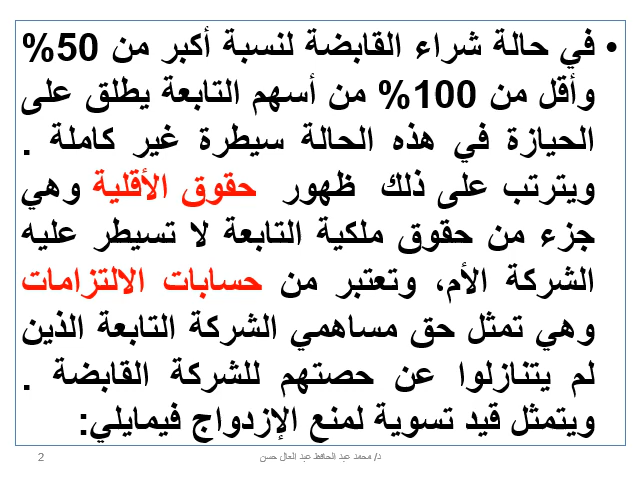 • في حالة شراء القابضة لنسبة أكبر من 50%
وأقل من 100% من أسهم التابعة يطلق على
الحيازة في هذه الحالة سيطرة غير كاملة .
ويترتب على ذلك ظهور حقوق الأقلية وهي
جزء من حقوق ملكية التابعة لا تسيطر عليه
الشركة الأم، وتعتبر من حسابات الالتزامات
وهي تمثل حق مساهمي الشركة التابعة الذين
لم يتنازلوا عن حصتهم للشركة القابضة .
ويتمثل قيد تسوية لمنع الإزدواج فيمايلي:
د/ محمد عبد الحافظ عبد العال حسن
2